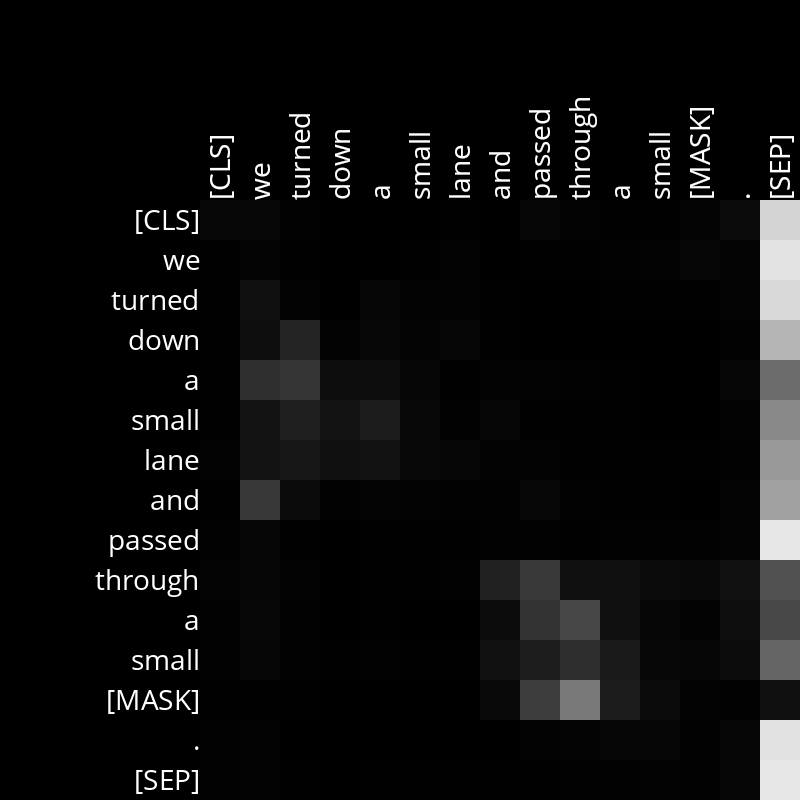 [CLS] we turned down a small lane and passed through a small [MASK] . [SEP]
[CLS]
we
turned
down
a
small
lane
and
passed
through
a
small
[MASK]
.
[SEP]